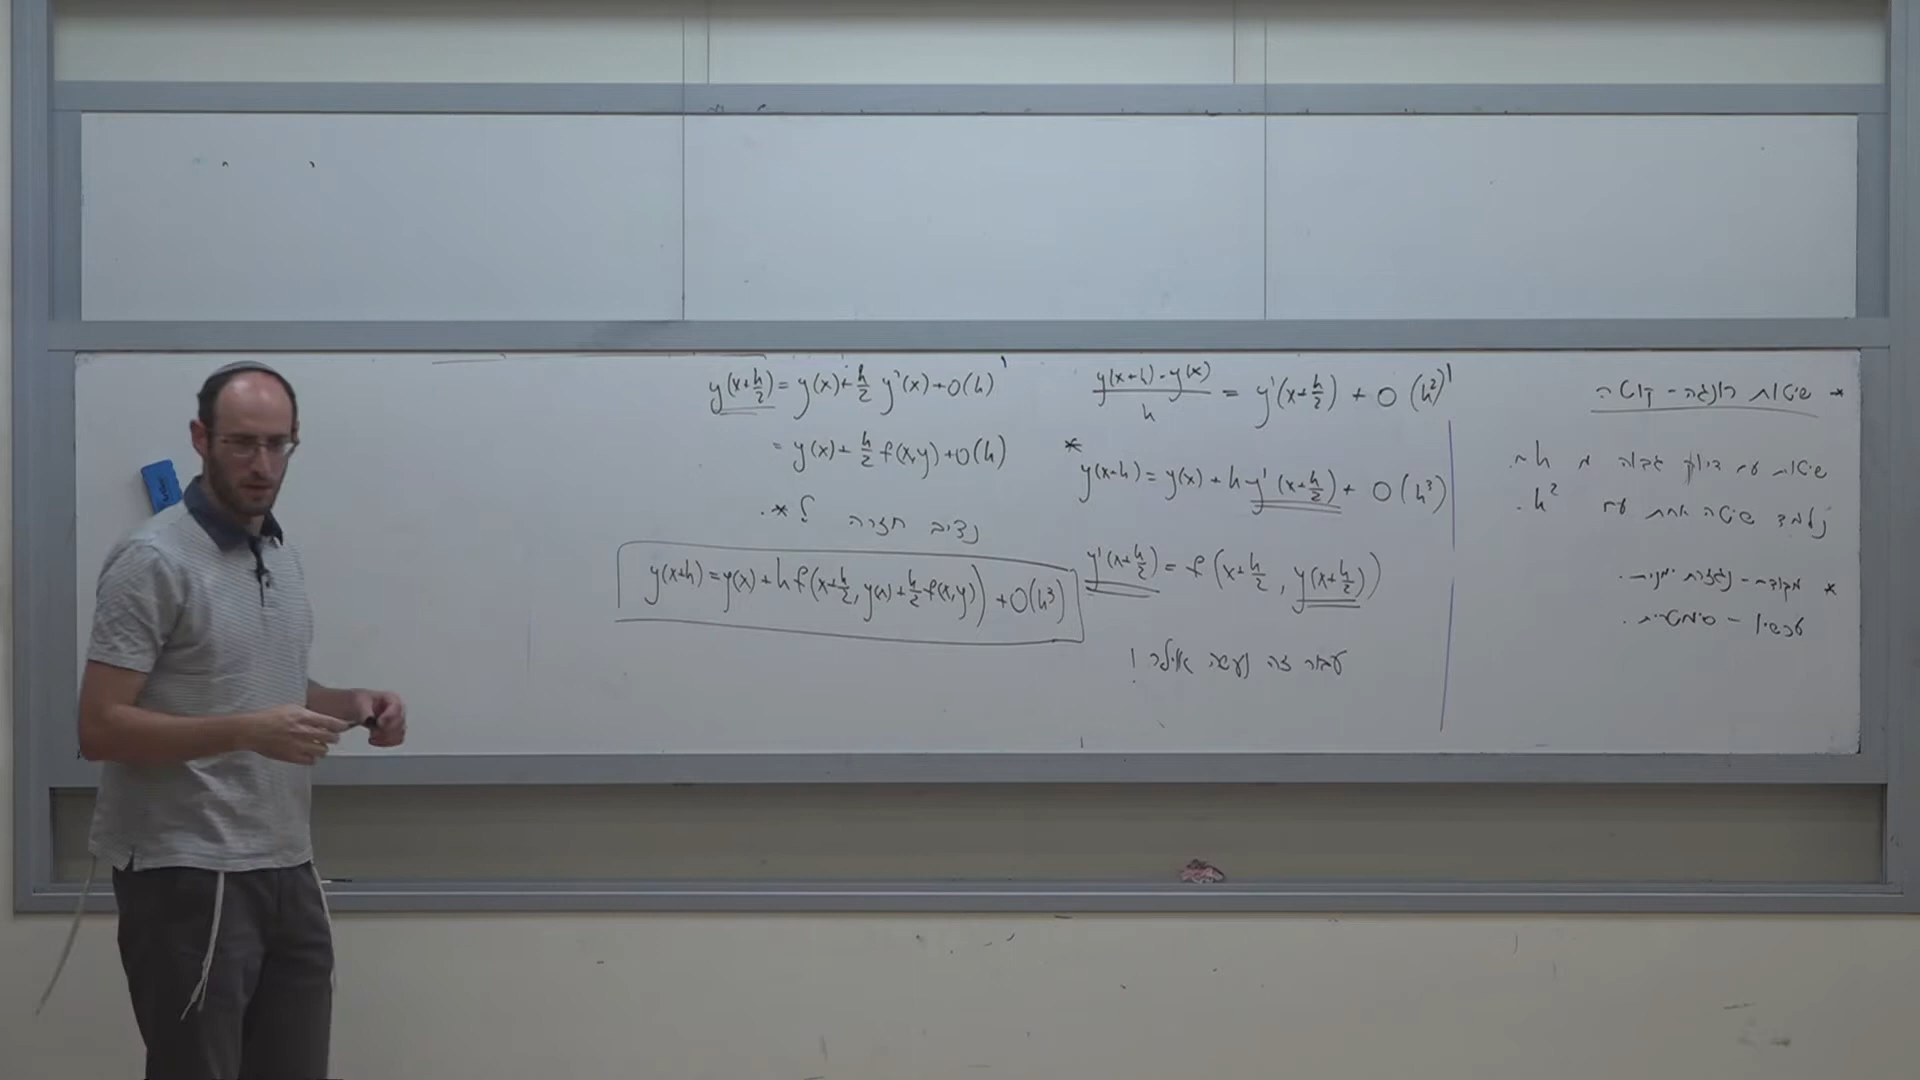 * שיטות רונגה-קוטה
שיטות עם דיוק גבוה מ h.
נלמד שיטה אחת עם h².
* מקודם - נגזרת ימנית.
עכשיו - סימטרית.
(y(x+h) - y(x))/h = y'(x+h/2) + O(h²)
* y(x+h) = y(x) + h y'(x+h/2) + O(h³)
y'(x+h/2) = f(x+h/2, y(x+h/2))
עבור זה נעשה אוילר!
y(x+h/2) = y(x) + h/2 y'(x) + O(h)
= y(x) + h/2 f(x,y) + O(h)
נציב חזרה ל *.
y(x+h) = y(x) + h f(x+h/2, y(x) + h/2 f(x,y)) + O(h³)